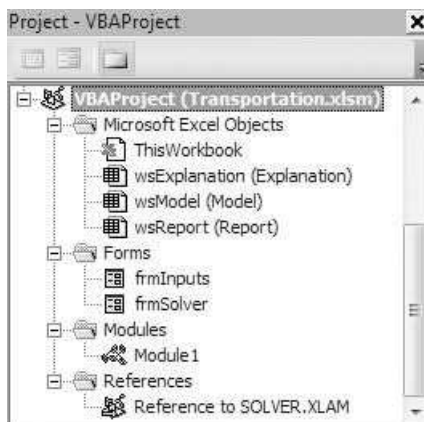 Project - VBAProject
VBAProject (Transportation.xlsm)
Microsoft Excel Objects
ThisWorkbook
wsExplanation (Explanation)
wsModel (Model)
wsReport (Report)
Forms
frmInputs
frmSolver
Modules
Module1
References
Reference to SOLVER.XLAM